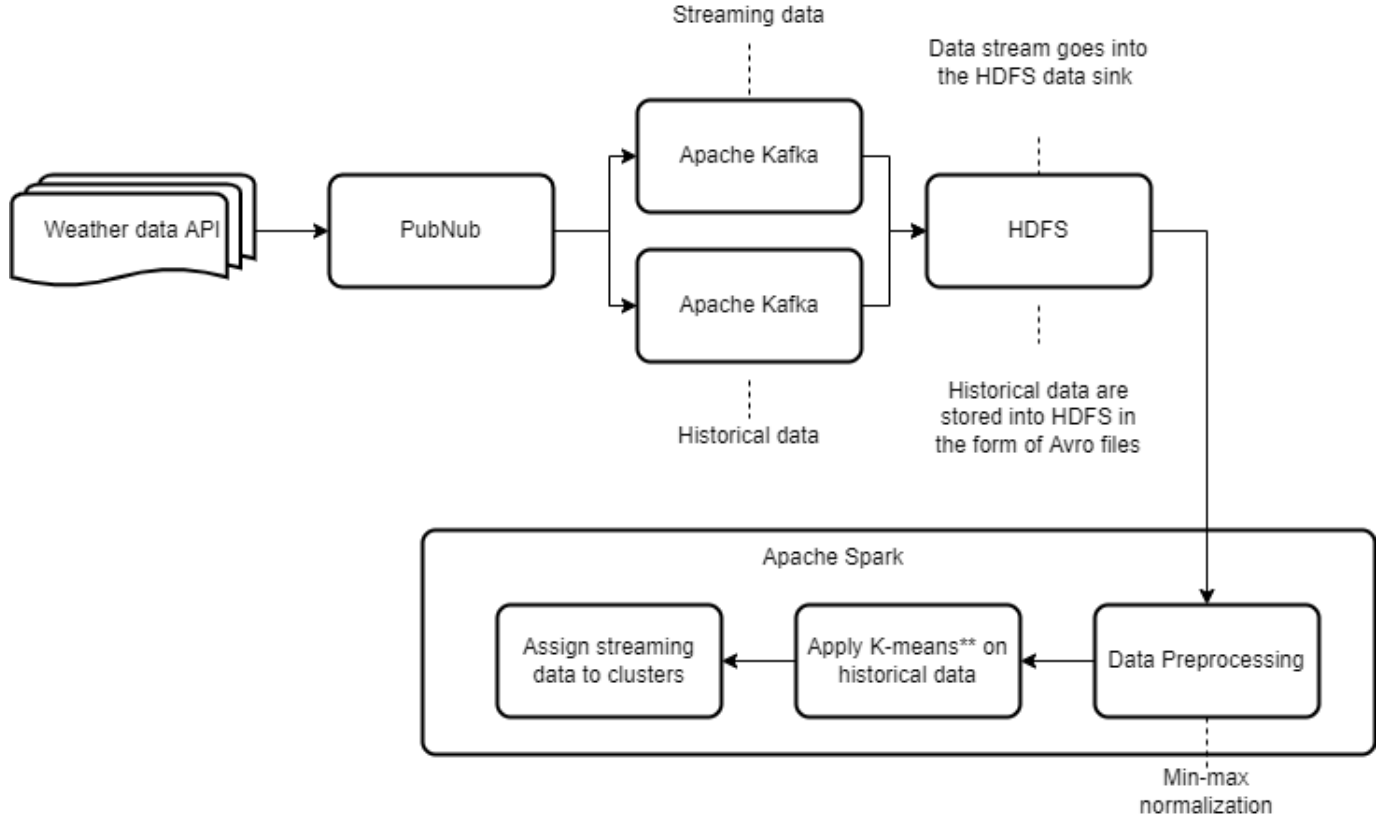 Streaming data
Data stream goes into
the HDFS data sink
Apache Kafka
Weather data API
PubNub
HDFS
Apache Kafka
Historical data
Historical data are
stored into HDFS in
the form of Avro files
Apache Spark
Assign streaming
data to clusters
Apply K-means** on
historical data
Data Preprocessing
Min-max
normalization